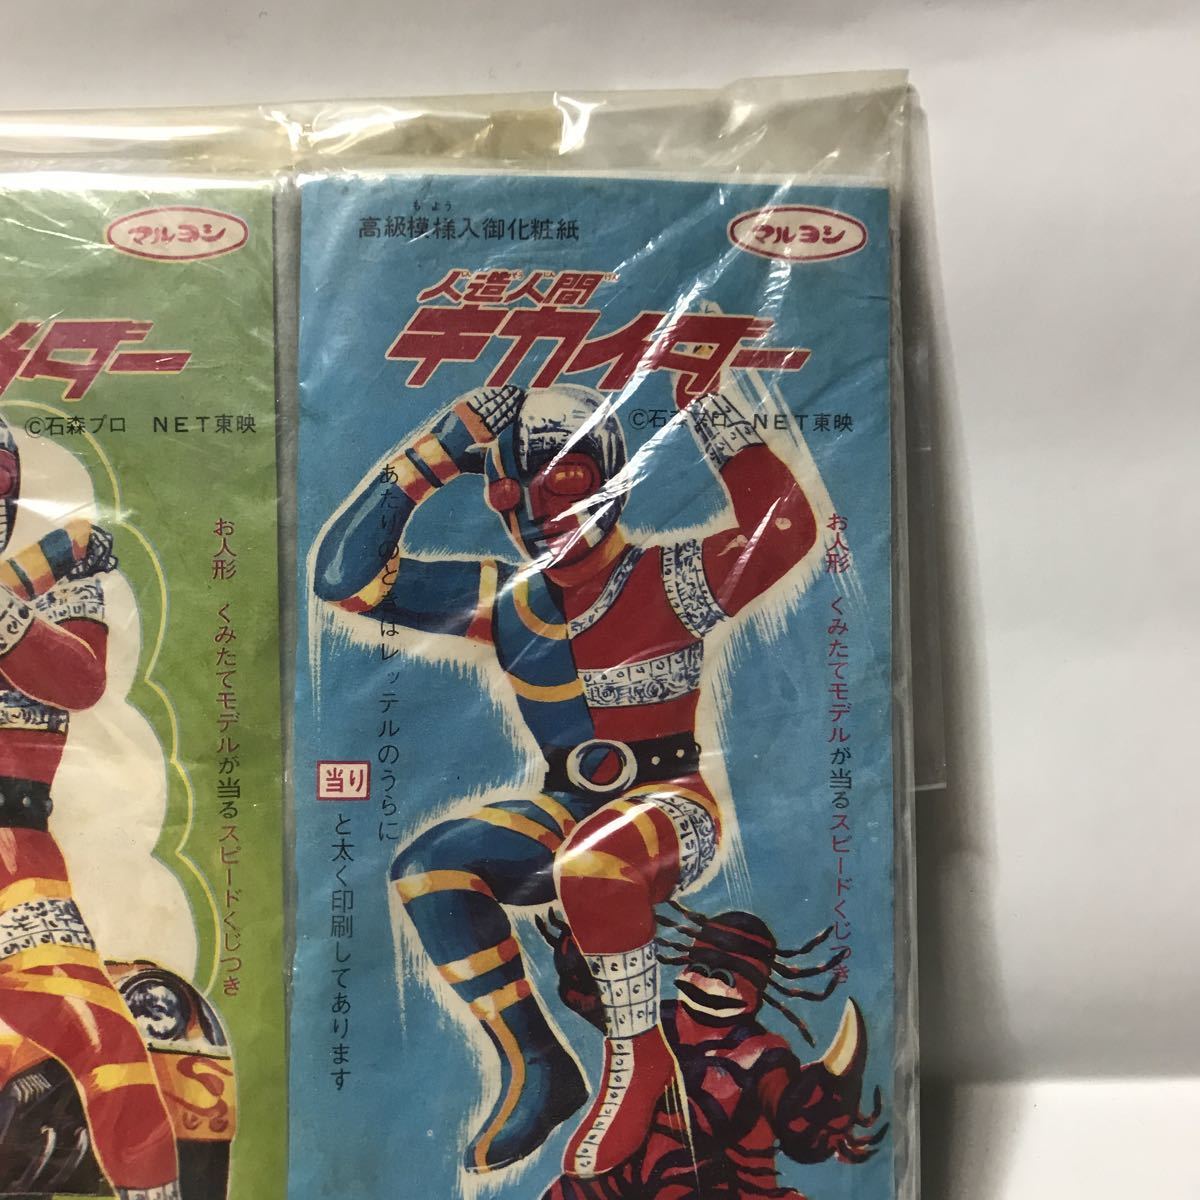 マルヨシ
イダー
©石森プロ NET東映
お人形 くみたてモデルが当るスピードくじつき
もよう
高級模様入御化粧紙
マルヨシ
人造人間
キカイダー
©石 プロ NET東映
あたりのときはレッテルのうらに
当り
と太く印刷してあります
お人形 くみたてモデルが当るスピードくじつき